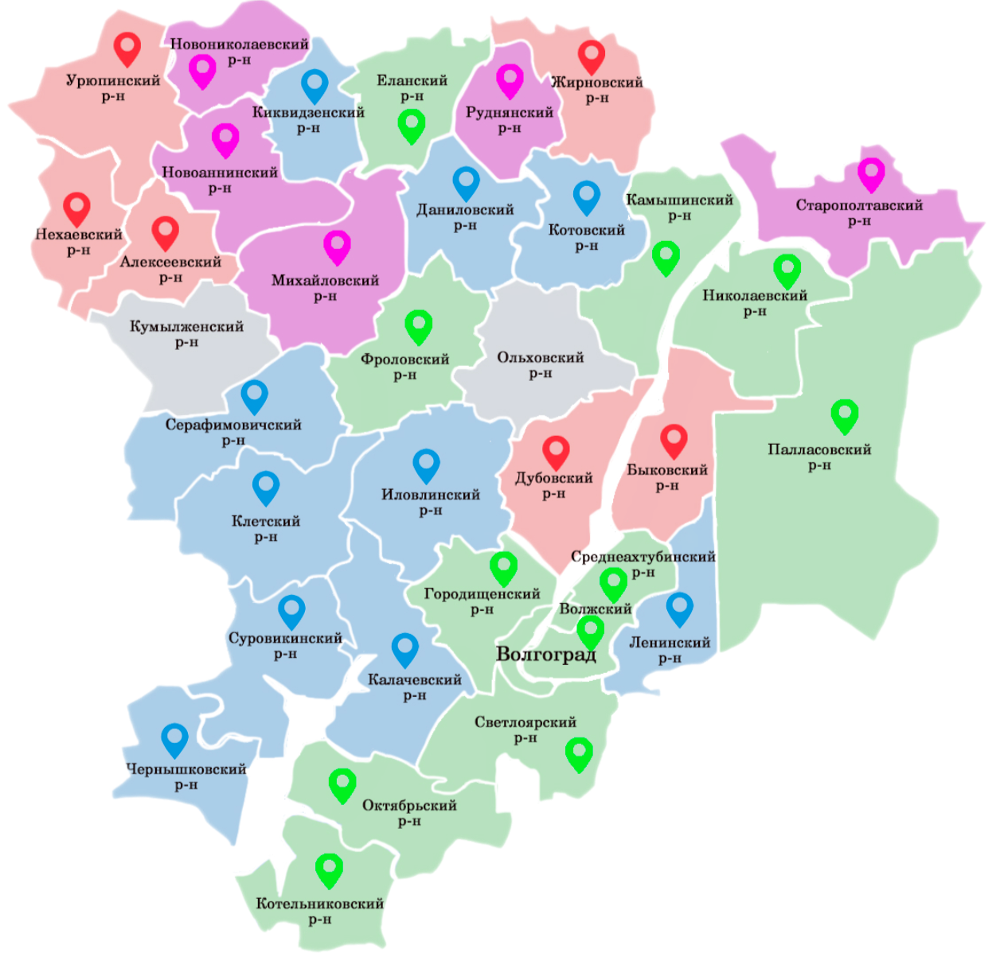 Новониколаевский
р-н
Урюпинский
р-н
Киквидзенский
р-н
Еланский
р-н
Руднянский
р-н
Жирновский
р-н
Новоаннинский
р-н
Даниловский
р-н
Котовский
р-н
Камышинский
р-н
Старополтавский
р-н
Нехаевский
р-н
Алексеевский
р-н
Михайловский
р-н
Николаевский
р-н
Кумылженский
р-н
Фроловский
р-н
Ольховский
р-н
Серафимовичский
р-н
Палласовский
р-н
Клетский
р-н
Иловлинский
р-н
Дубовский
р-н
Быковский
р-н
Среднеахтубинский
р-н
Городищенский
р-н
Волжский
Суровикинский
р-н
Волгоград
Ленинский
р-н
Калачевский
р-н
Светлоярский
р-н
Чернышковский
р-н
Октябрьский
р-н
Котельниковский
р-н